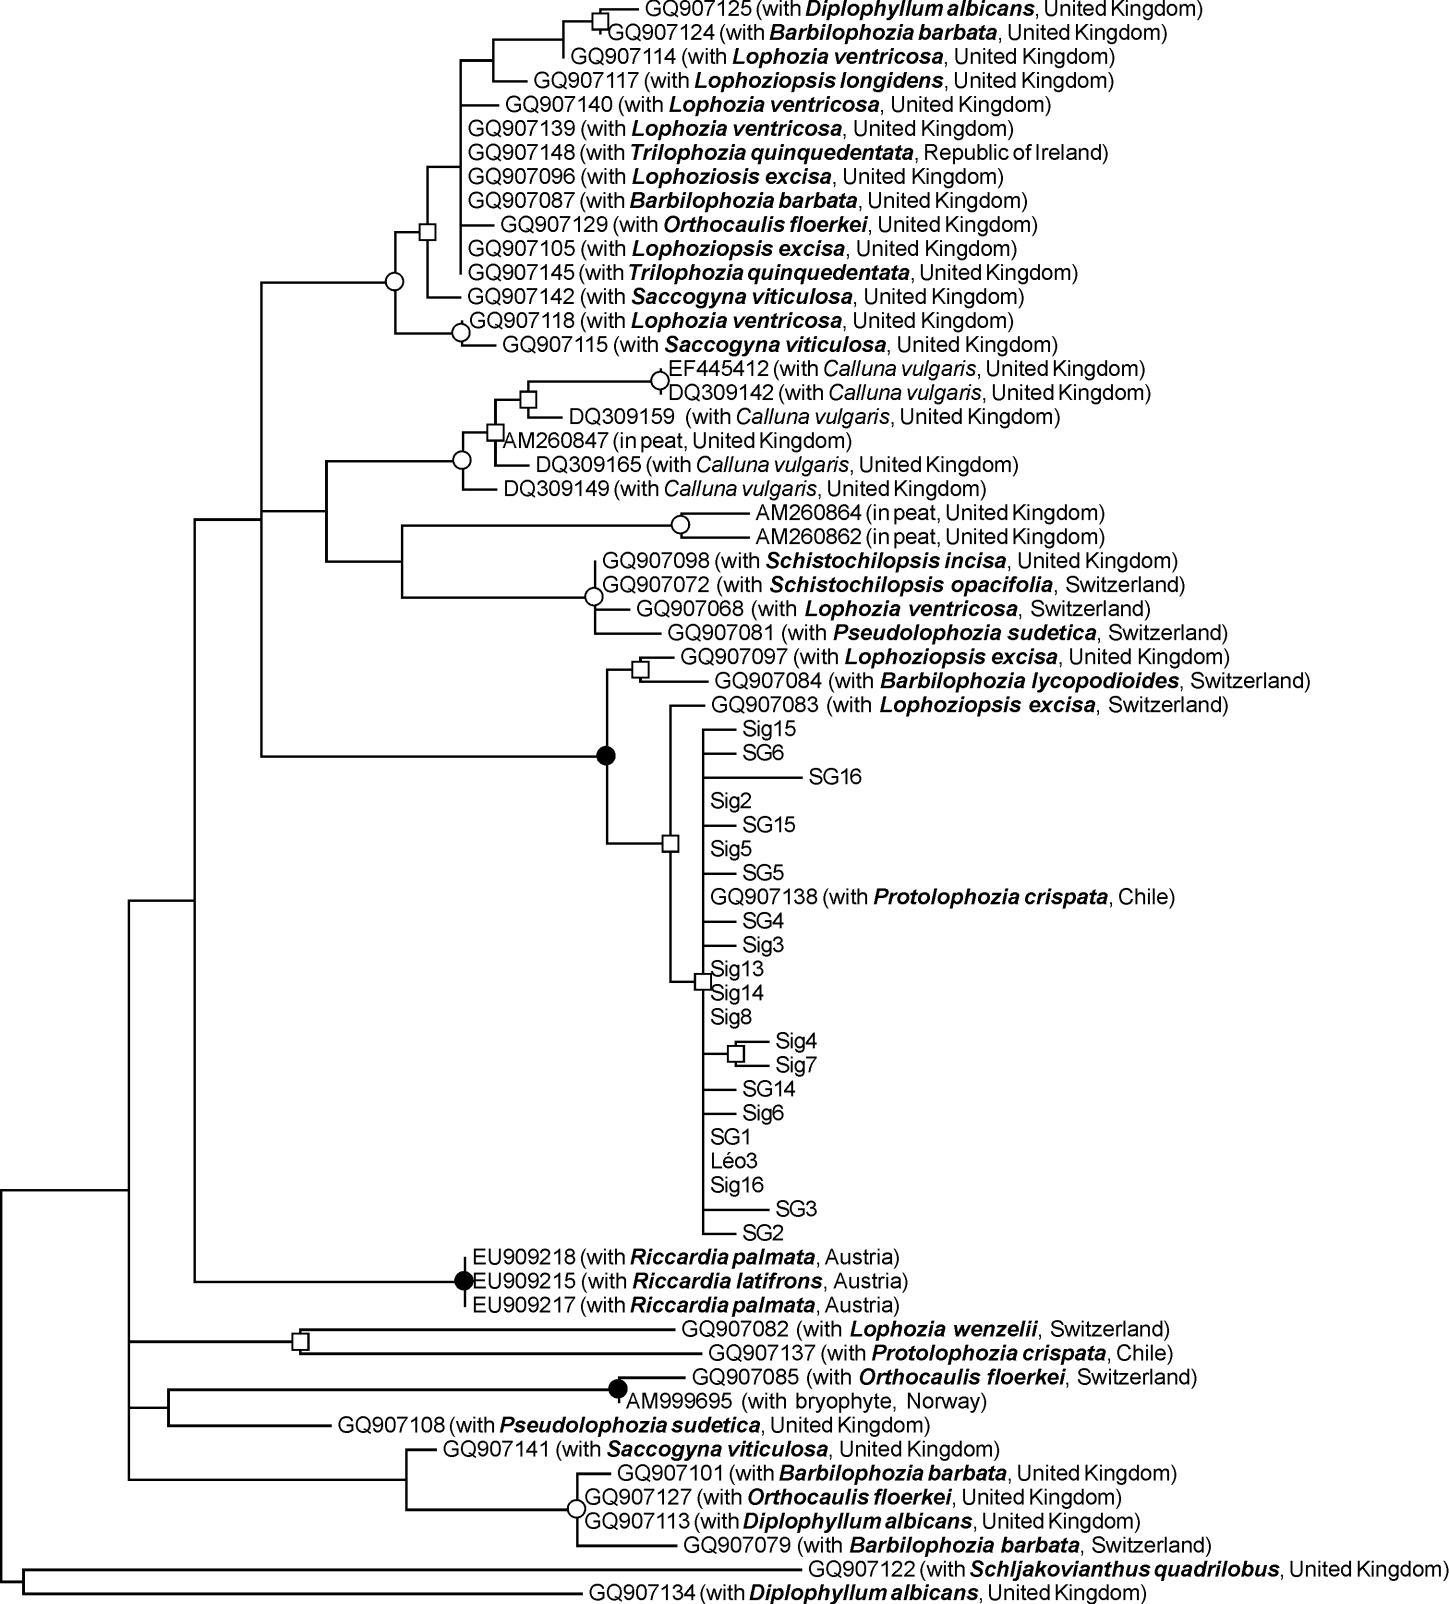 GQ907125 (with Diplophyllum albicans, United Kingdom)
GQ907124 (with Barbilophozia barbata, United Kingdom)
GQ907114 (with Lophozia ventricosa, United Kingdom)
GQ907117 (with Lophoziopsis longidens, United Kingdom)
GQ907140 (with Lophozia ventricosa, United Kingdom)
GQ907139 (with Lophozia ventricosa, United Kingdom)
GQ907148 (with Trilophozia quinquedentata, Republic of Ireland)
GQ907096 (with Lophoziosis excisa, United Kingdom)
GQ907087 (with Barbilophozia barbata, United Kingdom)
GQ907129 (with Orthocaulis floerkei, United Kingdom)
GQ907105 (with Lophoziopsis excisa, United Kingdom)
GQ907145 (with Trilophozia quinquedentata, United Kingdom)
GQ907142 (with Saccogyna viticulosa, United Kingdom)
GQ907118 (with Lophozia ventricosa, United Kingdom)
GQ907115 (with Saccogyna viticulosa, United Kingdom)
EF445412 (with Calluna vulgaris, United Kingdom)
DQ309142 (with Calluna vulgaris, United Kingdom)
DQ309159 (with Calluna vulgaris, United Kingdom)
AM260847 (in peat, United Kingdom)
DQ309165 (with Calluna vulgaris, United Kingdom)
DQ309149 (with Calluna vulgaris, United Kingdom)
AM260864 (in peat, United Kingdom)
AM260862 (in peat, United Kingdom)
GQ907098 (with Schistochilopsis incisa, United Kingdom)
GQ907072 (with Schistochilopsis opacifolia, Switzerland)
GQ907068 (with Lophozia ventricosa, Switzerland)
GQ907081 (with Pseudolophozia sudetica, Switzerland)
GQ907097 (with Lophoziopsis excisa, United Kingdom)
GQ907084 (with Barbilophozia lycopodioides, Switzerland)
GQ907083 (with Lophoziopsis excisa, Switzerland)
Sig15
SG6
SG16
Sig2
SG15
Sig5
SG5
GQ907138 (with Protolophozia crispata, Chile)
SG4
Sig3
Sig13
Sig14
Sig8
Sig4
Sig7
SG14
Sig6
SG1
Léo3
Sig16
SG3
SG2
EU909218 (with Riccardia palmata, Austria)
EU909215 (with Riccardia latifrons, Austria)
EU909217 (with Riccardia palmata, Austria)
GQ907082 (with Lophozia wenzelii, Switzerland)
GQ907137 (with Protolophozia crispata, Chile)
GQ907085 (with Orthocaulis floerkei, Switzerland)
AM999695 (with bryophyte, Norway)
GQ907108 (with Pseudolophozia sudetica, United Kingdom)
GQ907141 (with Saccogyna viticulosa, United Kingdom)
GQ907101 (with Barbilophozia barbata, United Kingdom)
GQ907127 (with Orthocaulis floerkei, United Kingdom)
GQ907113 (with Diplophyllum albicans, United Kingdom)
GQ907079 (with Barbilophozia barbata, Switzerland)
GQ907122 (with Schljakovianthus quadrilobus, United Kingdom)
GQ907134 (with Diplophyllum albicans, United Kingdom)